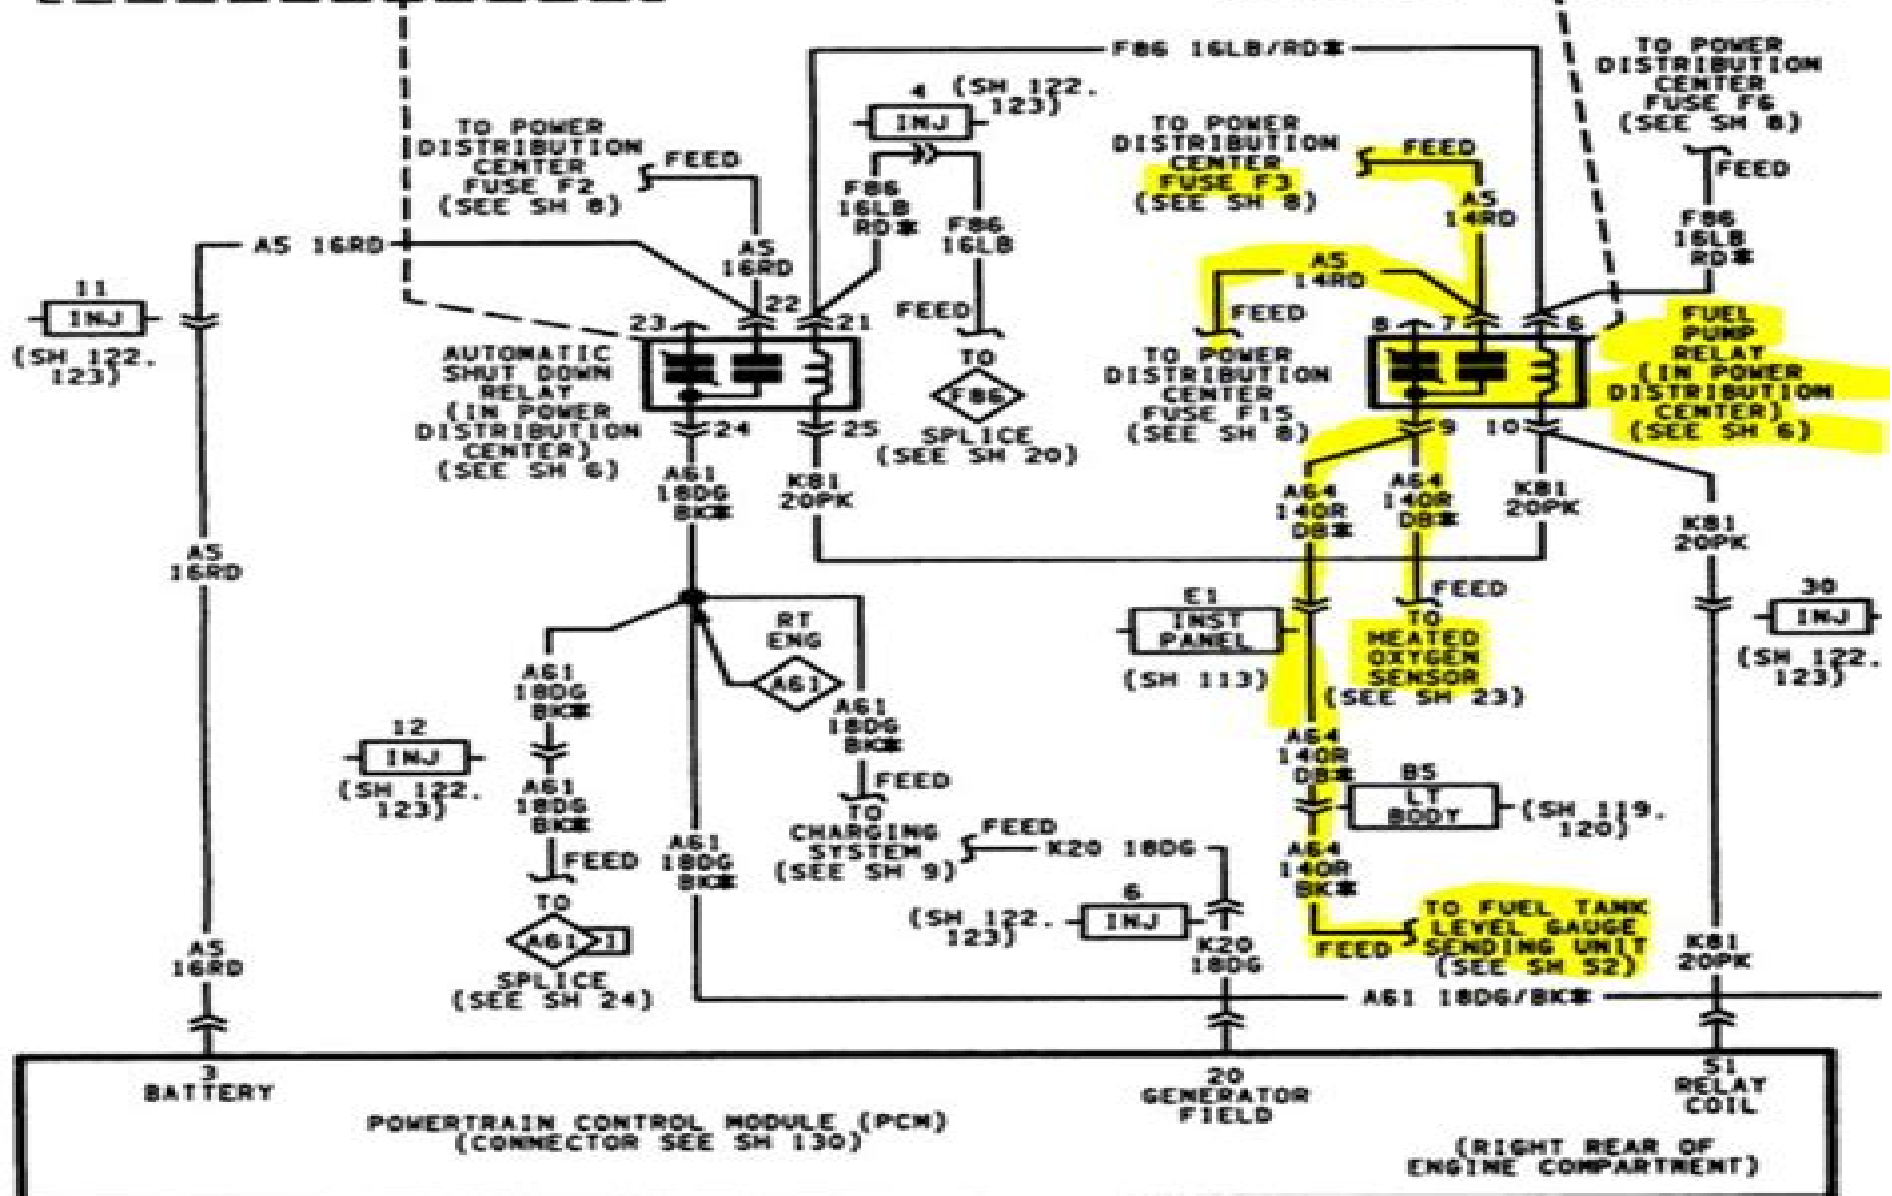 F86 16LB/RD*
TO POWER
DISTRIBUTION
CENTER
FUSE F6
(SEE SH 8)
FEED
F86
16LB
RD*
4
(SH 122.
123)
INJ
TO POWER
DISTRIBUTION
CENTER
FUSE F2
(SEE SH 8)
FEED
A5
16RD
F86
16LB
RD*
F86
16LB
FEED
TO
F86
SPLICE
(SEE SH 20)
TO POWER
DISTRIBUTION
CENTER
FUSE F3
(SEE SH 8)
FEED
A5
14RD
A5
14RD
FEED
TO POWER
DISTRIBUTION
CENTER
FUSE F15
(SEE SH 8)
A5 16RD
11
INJ
(SH 122.
123)
23
22
21
AUTOMATIC
SHUT DOWN
RELAY
(IN POWER
DISTRIBUTION
CENTER)
(SEE SH 6)
24
25
8
7
6
FUEL
PUMP
RELAY
(IN POWER
DISTRIBUTION
CENTER)
(SEE SH 6)
9
10
A61
18DG
BK*
K81
20PK
A64
14OR
DB*
A64
14OR
DB*
K81
20PK
K81
20PK
A5
16RD
FEED
TO
HEATED
OXYGEN
SENSOR
(SEE SH 23)
E1
INST
PANEL
(SH 113)
30
INJ
(SH 122.
123)
RT
ENG
A61
A61
18DG
BK*
12
INJ
(SH 122.
123)
A61
18DG
BK*
FEED
TO
A61
1
SPLICE
(SEE SH 24)
A61
18DG
BK*
FEED
TO
CHARGING
SYSTEM
(SEE SH 9)
A61
18DG
BK*
FEED
K20 18DG
6
INJ
(SH 122.
123)
K20
18DG
A64
14OR
DB*
B5
LT
BODY
(SH 119.
120)
A64
14OR
BK*
FEED
TO FUEL TANK
LEVEL GAUGE
SENDING UNIT
(SEE SH 52)
K81
20PK
A5
16RD
A61 18DG/BK*
3
BATTERY
20
GENERATOR
FIELD
51
RELAY
COIL
POWERTRAIN CONTROL MODULE (PCM)
(CONNECTOR SEE SH 130)
(RIGHT REAR OF
ENGINE COMPARTMENT)